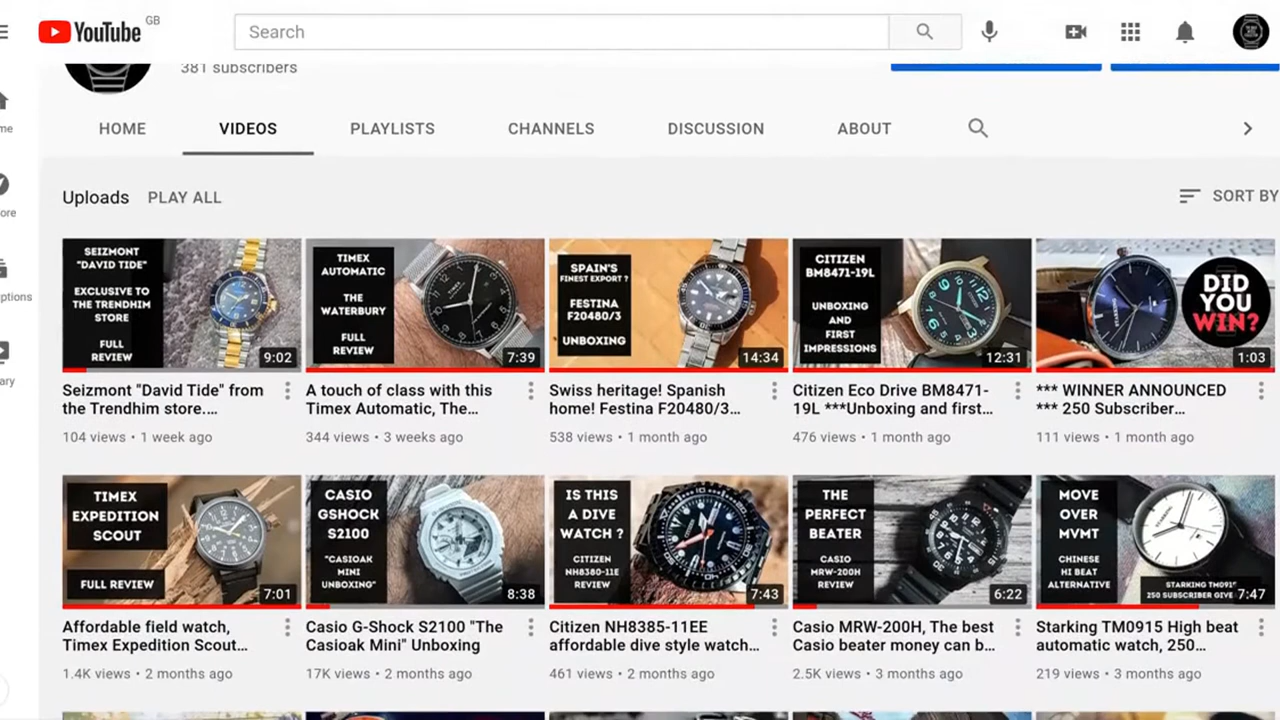 YouTube GB
Search
381 subscribers
me
HOME VIDEOS PLAYLISTS CHANNELS DISCUSSION ABOUT
ore
Uploads PLAY ALL SORT BY
ptions
ary
SEIZMONT
"DAVID TIDE"
EXCLUSIVE TO
THE TRENDHIM
STORE
FULL
REVIEW
9:02
TIMEX
AUTOMATIC
THE
WATERBURY
FULL
REVIEW
7:39
SPAIN'S
FINEST EXPORT ?
FESTINA
F20480/3
UNBOXING
14:34
CITIZEN
BM8471-19L
UNBOXING
AND
FIRST
IMPRESSIONS
12:31
DID
YOU
WIN?
1:03
Seizmont "David Tide" from
the Trendhim store....
104 views • 1 week ago
A touch of class with this
Timex Automatic, The...
344 views • 3 weeks ago
Swiss heritage! Spanish
home! Festina F20480/3...
538 views • 1 month ago
Citizen Eco Drive BM8471-
19L ***Unboxing and first...
476 views • 1 month ago
*** WINNER ANNOUNCED
*** 250 Subscriber...
111 views • 1 month ago
TIMEX
EXPEDITION
SCOUT
FULL REVIEW
7:01
CASIO
GSHOCK
S2100
"CASIOAK
MINI
UNBOXING"
8:38
IS THIS
A DIVE
WATCH ?
CITIZEN
NH8380-11E
REVIEW
7:43
THE
PERFECT
BEATER
CASIO
MRW-200H
REVIEW
6:22
MOVE
OVER
MVMT
CHINESE
HI BEAT
ALTERNATIVE
STARKING TM091
250 SUBSCRIBER GIVE
7:47
Affordable field watch,
Timex Expedition Scout...
1.4K views • 2 months ago
Casio G-Shock S2100 "The
Casioak Mini" Unboxing
17K views • 2 months ago
Citizen NH8385-11EE
affordable dive style watch...
461 views • 2 months ago
Casio MRW-200H, The best
Casio beater money can b...
2.5K views • 3 months ago
Starking TM0915 High beat
automatic watch, 250...
219 views • 3 months ago